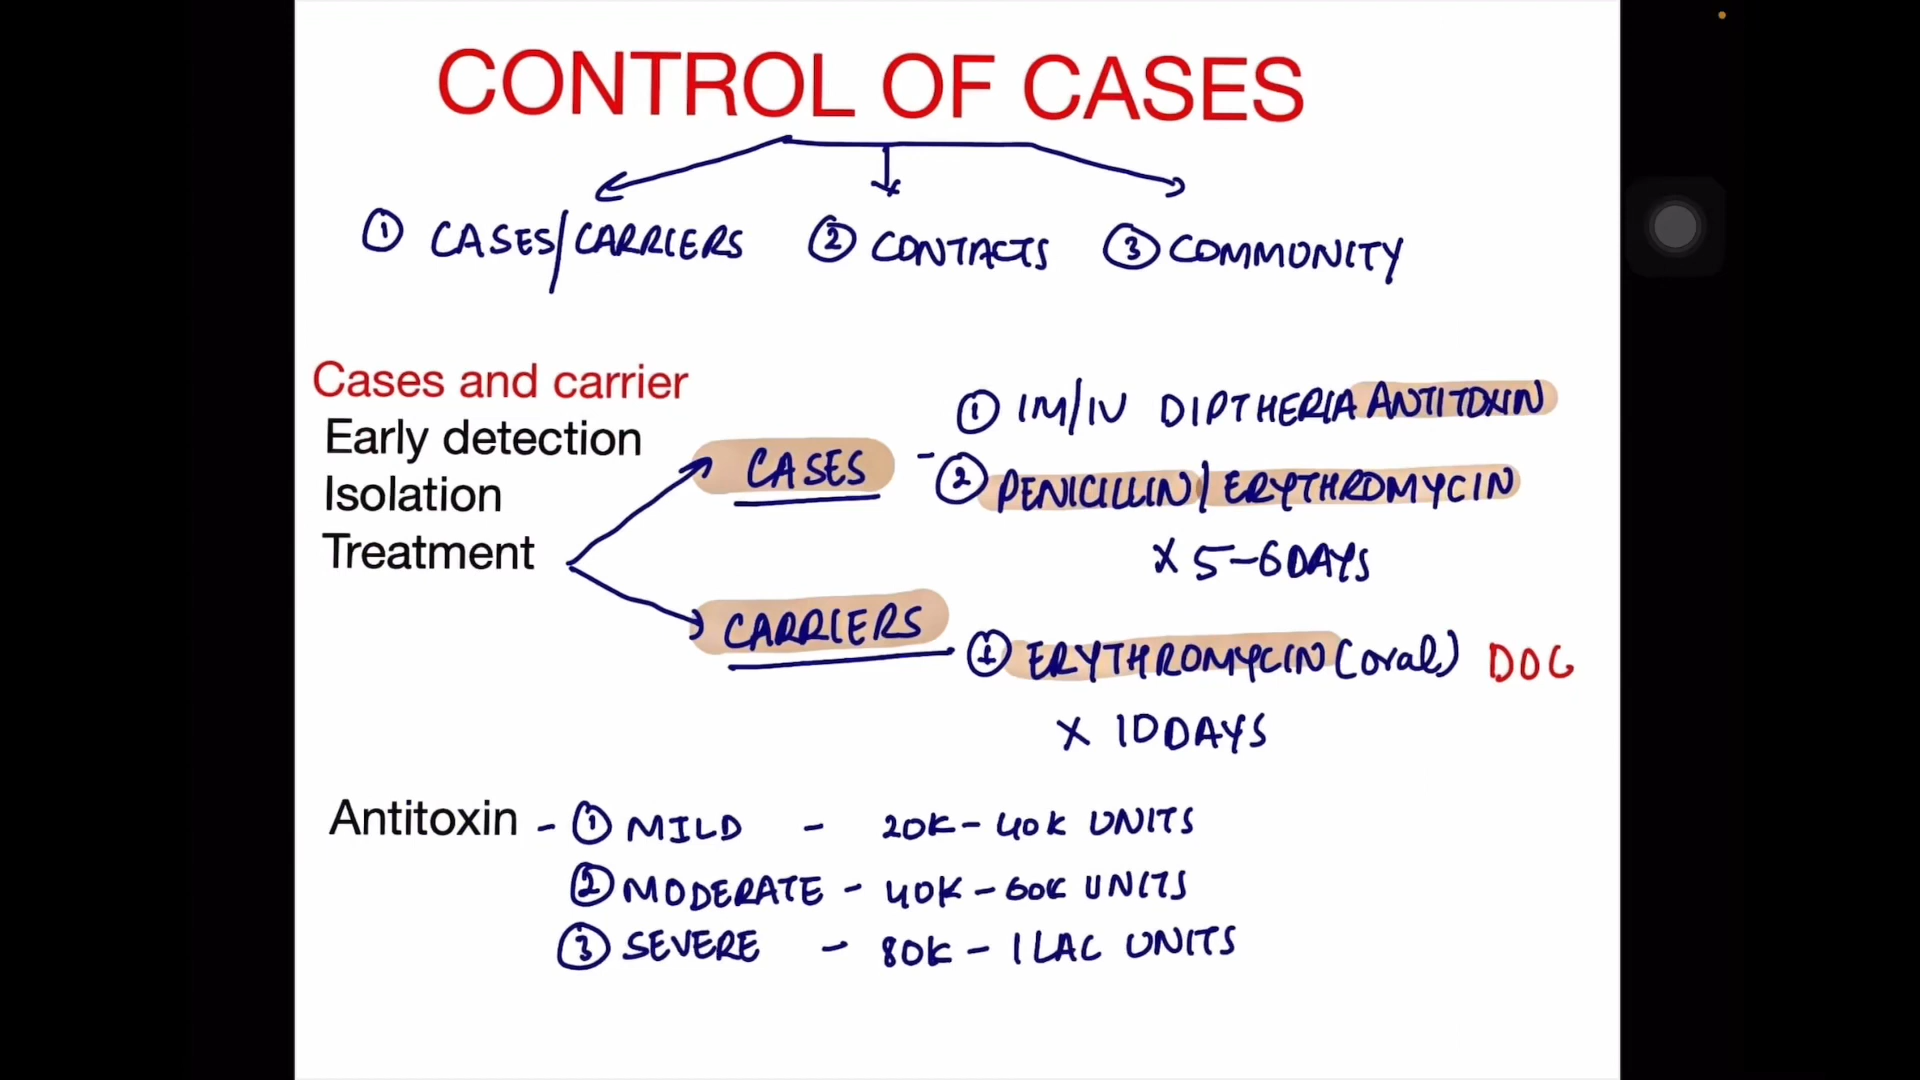 CONTROL OF CASES
① CASES/CARRIERS ② CONTACTS ③ COMMONITY
Cases and carrier
Early detection
Isolation
Treatment
CASES - ① IM/IV DIPTHERIA ANTITOXIN
② PENICILLIN/ERYTHROMYCIN
X 5-6 DAYS
CARRIERS ① ERYTHROMYCIN (oral) DOC
X 10 DAYS
Antitoxin - ① MILD - 20K - 40K UNITS
② MODERATE - 40K - 60K UNITS
③ SEVERE - 80K - 1 LAC UNITS